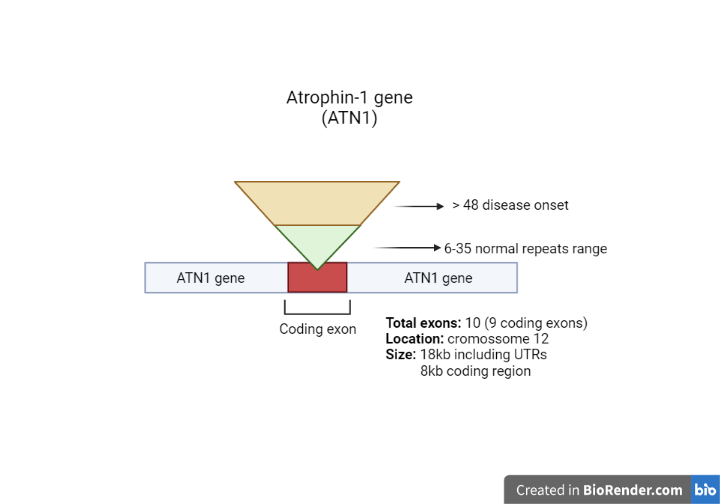 Atrophin-1 gene
(ATN1)
> 48 disease onset
6-35 normal repeats range
ATN1 gene
ATN1 gene
Coding exon
Total exons: 10 (9 coding exons)
Location: cromossome 12
Size: 18kb including UTRs
8kb coding region
Created in BioRender.com bio